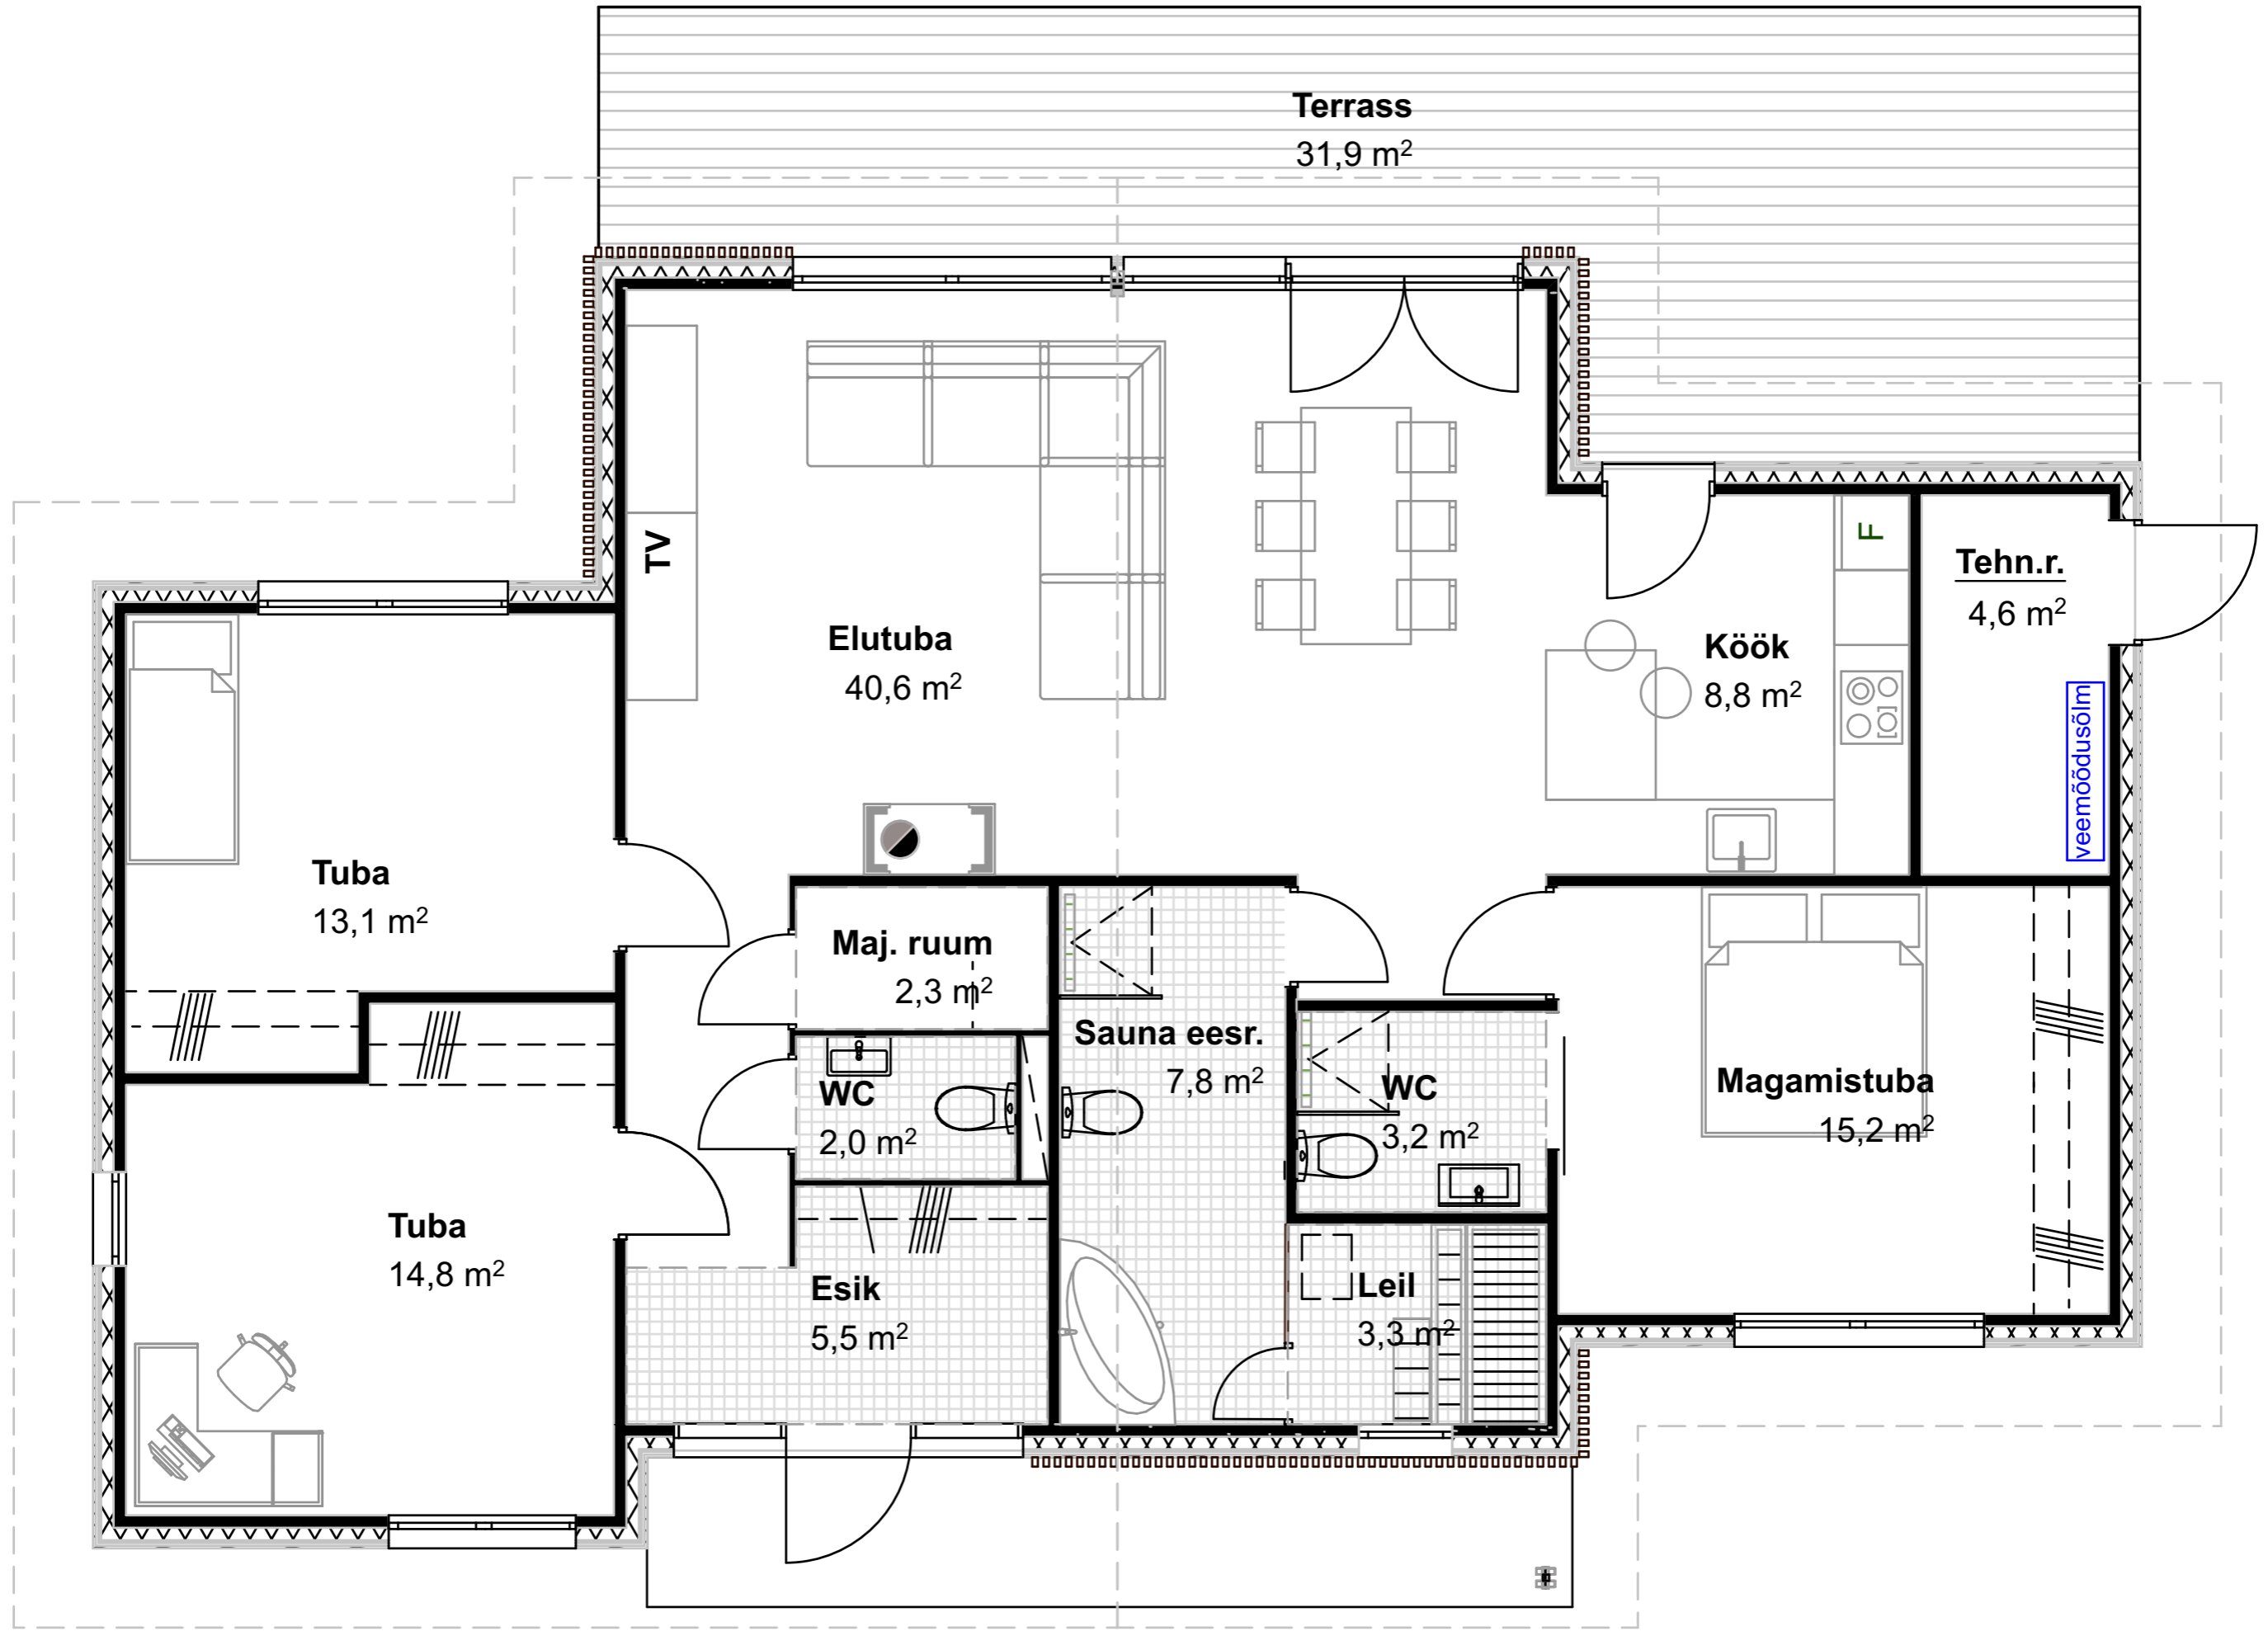 Terrass
31,9 m²
TV
Elutuba
40,6 m²
Köök
8,8 m²
F
Tehn.r.
4,6 m²
veemõõdusõlm
Tuba
13,1 m²
Maj. ruum
2,3 m²
Sauna eesr.
7,8 m²
WC
2,0 m²
WC
3,2 m²
Magamistuba
15,2 m²
Tuba
14,8 m²
Esik
5,5 m²
Leil
3,3 m²